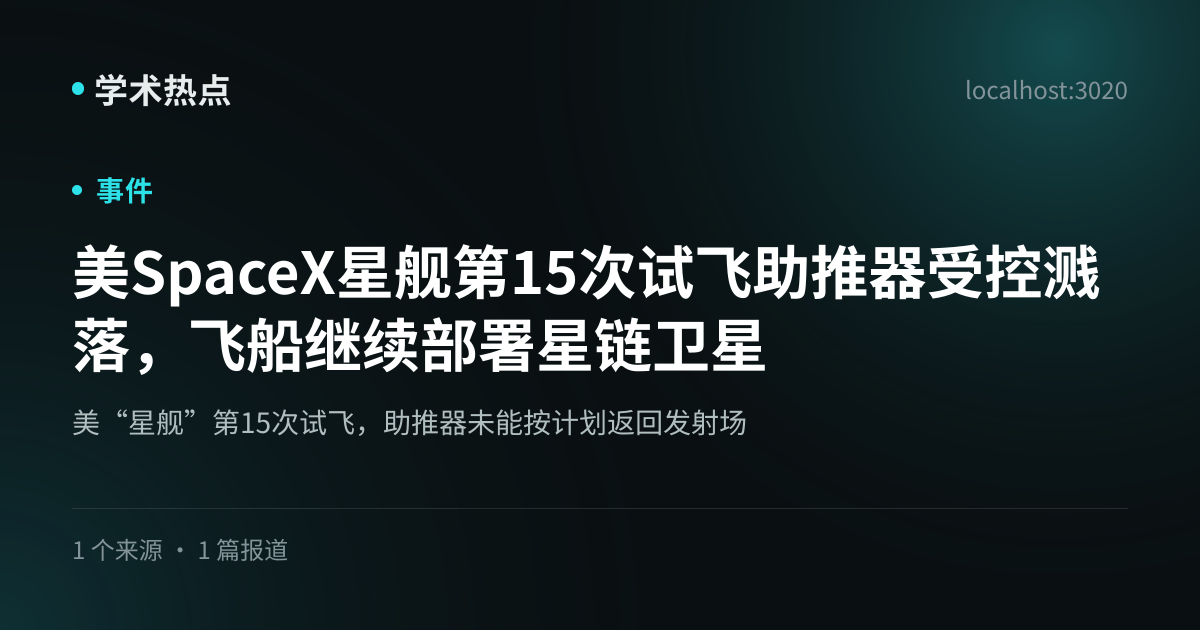 学术热点
localhost:3020
事件
美SpaceX星舰第15次试飞助推器受控溅
落，飞船继续部署星链卫星
美“星舰”第15次试飞，助推器未能按计划返回发射场
1 个来源 · 1 篇报道